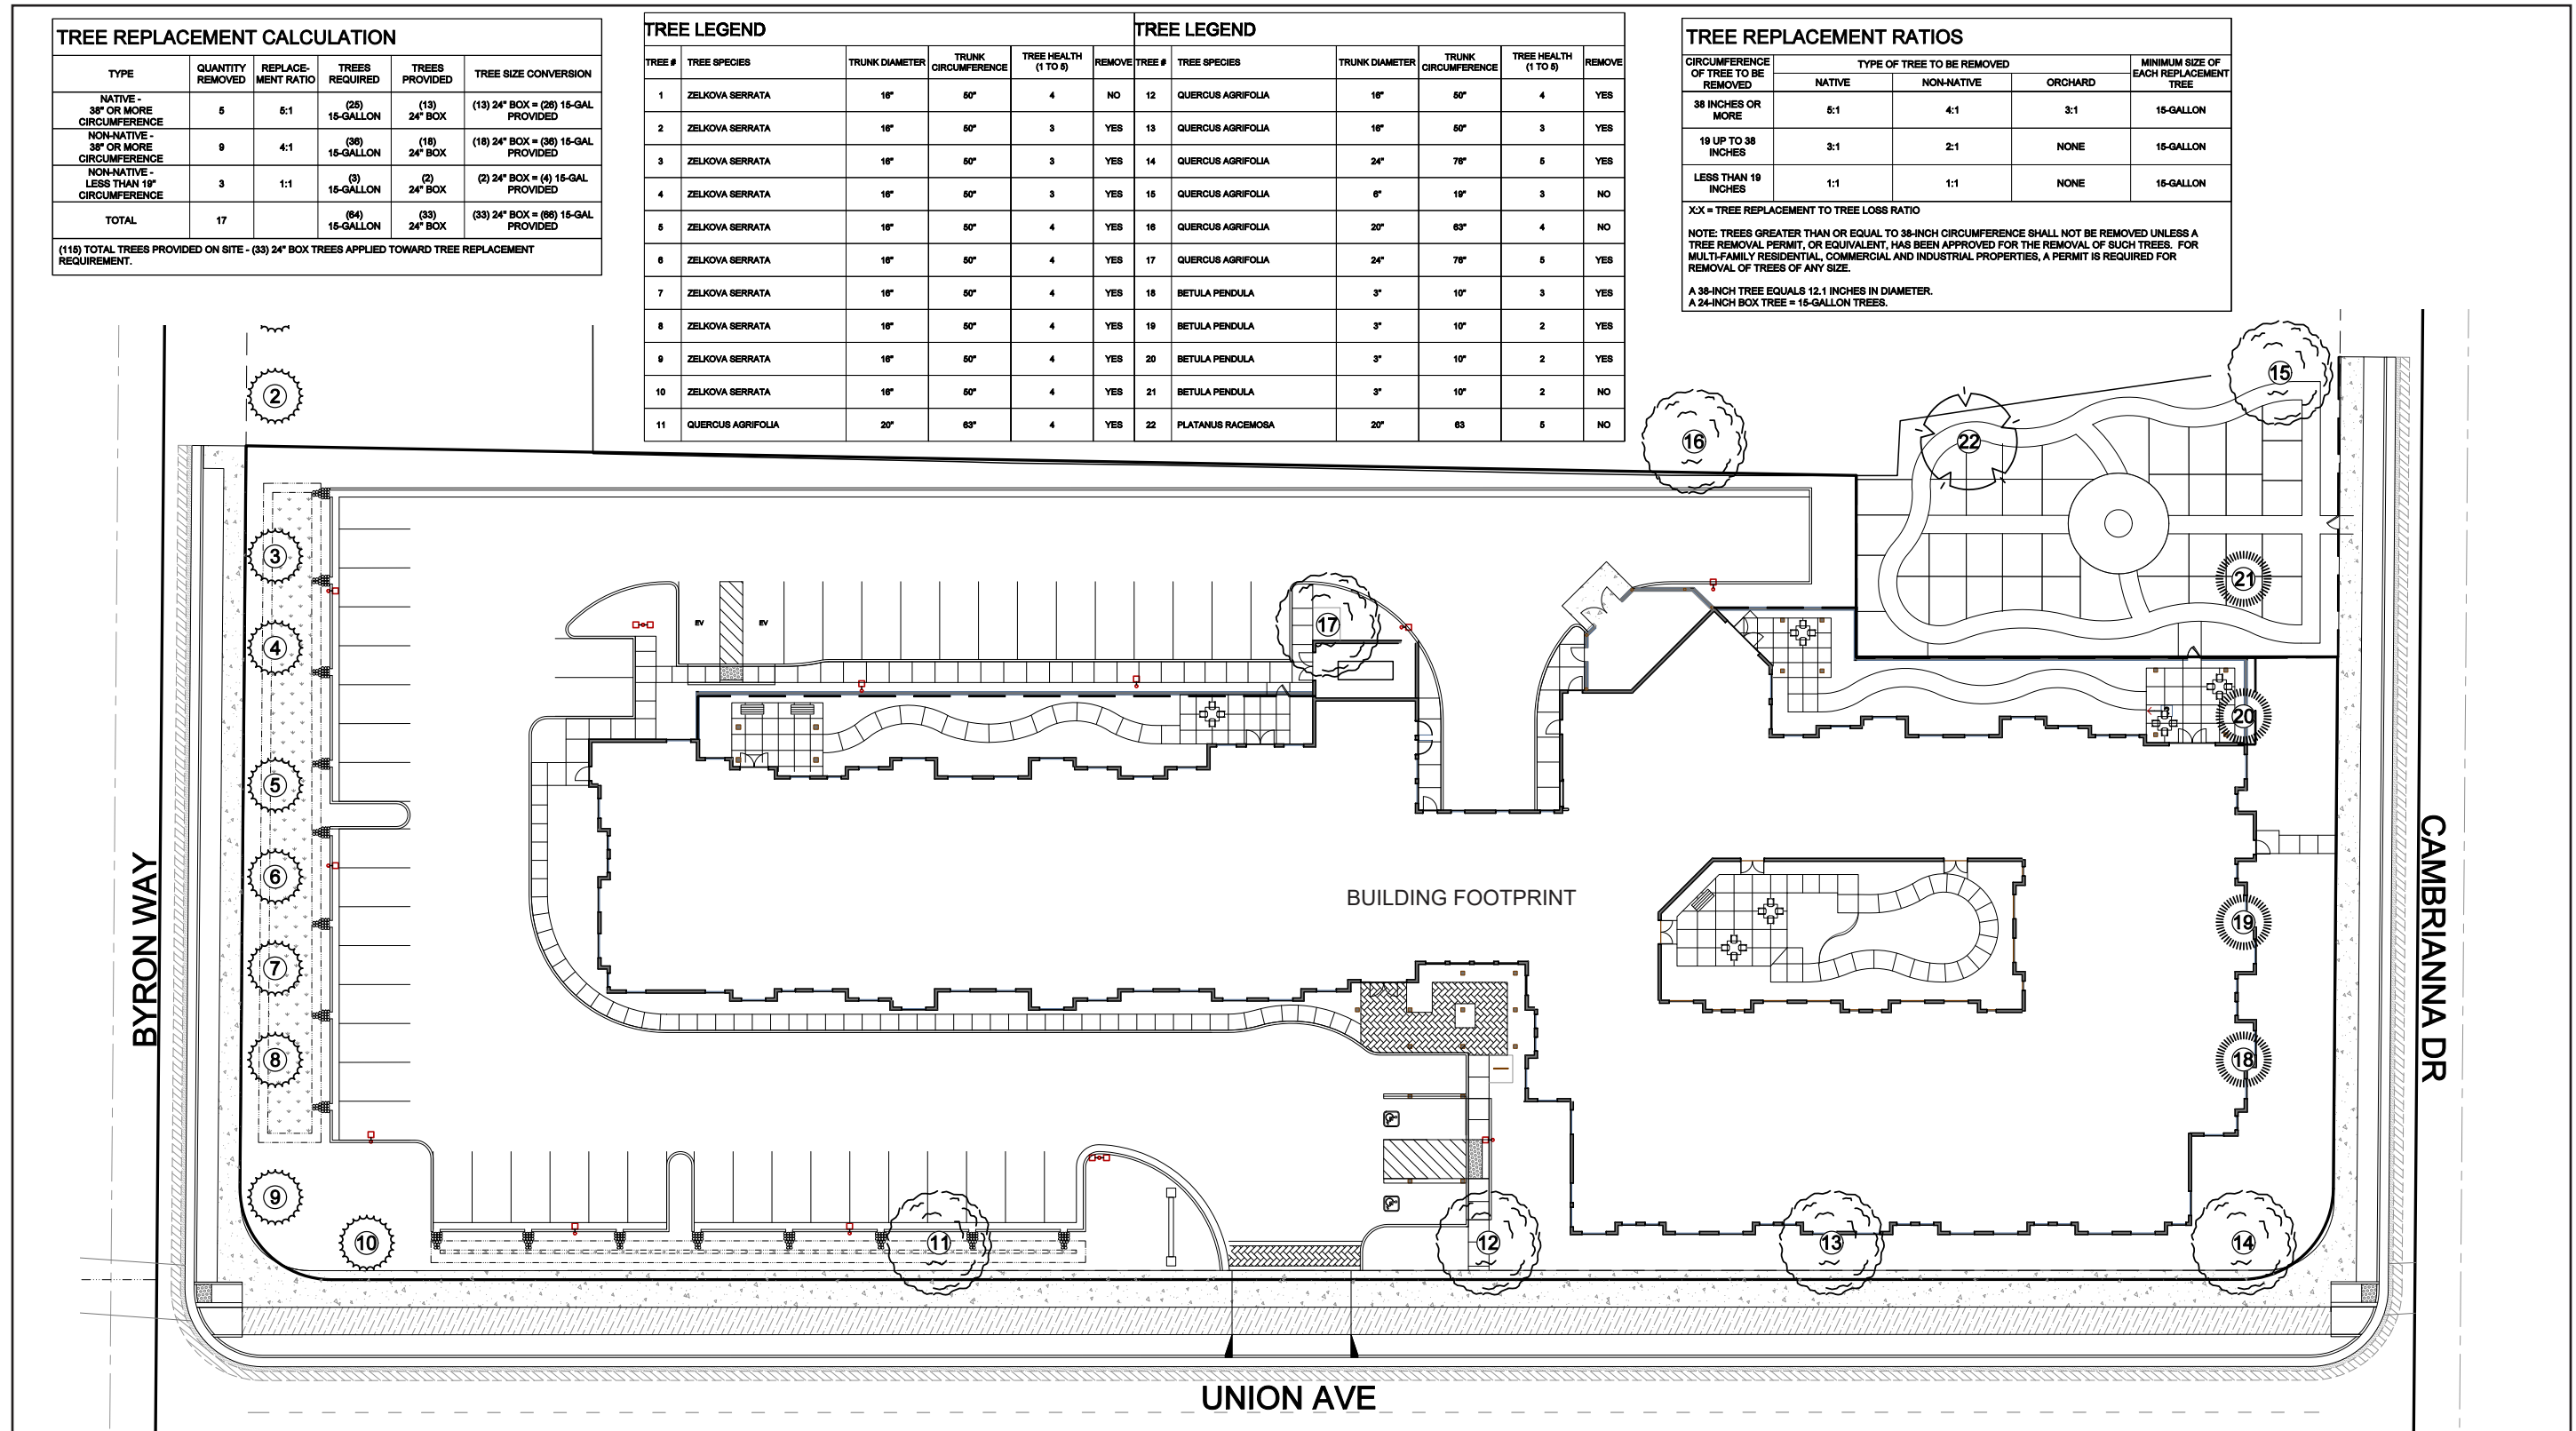 TREE REPLACEMENT CALCULATION
TYPE
QUANTITY
REMOVED
REPLACE-
MENT RATIO
TREES
REQUIRED
TREES
PROVIDED
TREE SIZE CONVERSION
NATIVE -
38" OR MORE
CIRCUMFERENCE
5
5:1
(25)
15-GALLON
(13)
24" BOX
(13) 24" BOX = (26) 15-GAL
PROVIDED
NON-NATIVE -
38" OR MORE
CIRCUMFERENCE
9
4:1
(36)
15-GALLON
(18)
24" BOX
(18) 24" BOX = (36) 15-GAL
PROVIDED
NON-NATIVE -
LESS THAN 19"
CIRCUMFERENCE
3
1:1
(3)
15-GALLON
(2)
24" BOX
(2) 24" BOX = (4) 15-GAL
PROVIDED
TOTAL
17
(64)
15-GALLON
(33)
24" BOX
(33) 24" BOX = (66) 15-GAL
PROVIDED
(115) TOTAL TREES PROVIDED ON SITE - (33) 24" BOX TREES APPLIED TOWARD TREE REPLACEMENT
REQUIREMENT.
TREE LEGEND
TREE # TREE SPECIES TRUNK DIAMETER TRUNK CIRCUMFERENCE TREE HEALTH (1 TO 5) REMOVE
1 ZELKOVA SERRATA 16" 50" 4 NO
2 ZELKOVA SERRATA 16" 50" 3 YES
3 ZELKOVA SERRATA 16" 50" 3 YES
4 ZELKOVA SERRATA 16" 50" 3 YES
5 ZELKOVA SERRATA 16" 50" 4 YES
6 ZELKOVA SERRATA 16" 50" 4 YES
7 ZELKOVA SERRATA 16" 50" 4 YES
8 ZELKOVA SERRATA 16" 50" 4 YES
9 ZELKOVA SERRATA 16" 50" 4 YES
10 ZELKOVA SERRATA 16" 50" 4 YES
11 QUERCUS AGRIFOLIA 20" 63" 4 YES
TREE LEGEND
TREE # TREE SPECIES TRUNK DIAMETER TRUNK CIRCUMFERENCE TREE HEALTH (1 TO 5) REMOVE
12 QUERCUS AGRIFOLIA 16" 50" 4 YES
13 QUERCUS AGRIFOLIA 16" 50" 3 YES
14 QUERCUS AGRIFOLIA 24" 76" 5 YES
15 QUERCUS AGRIFOLIA 6" 19" 3 NO
16 QUERCUS AGRIFOLIA 20" 63" 4 NO
17 QUERCUS AGRIFOLIA 24" 76" 5 YES
18 BETULA PENDULA 3" 10" 3 YES
19 BETULA PENDULA 3" 10" 2 YES
20 BETULA PENDULA 3" 10" 2 YES
21 BETULA PENDULA 3" 10" 2 NO
22 PLATANUS RACEMOSA 20" 63 5 NO
TREE REPLACEMENT RATIOS
CIRCUMFERENCE
OF TREE TO BE
REMOVED
TYPE OF TREE TO BE REMOVED
NATIVE NON-NATIVE ORCHARD
MINIMUM SIZE OF
EACH REPLACEMENT
TREE
38 INCHES OR
MORE
5:1 4:1 3:1 15-GALLON
19 UP TO 38
INCHES
3:1 2:1 NONE 15-GALLON
LESS THAN 19
INCHES
1:1 1:1 NONE 15-GALLON
X:X = TREE REPLACEMENT TO TREE LOSS RATIO
NOTE: TREES GREATER THAN OR EQUAL TO 38-INCH CIRCUMFERENCE SHALL NOT BE REMOVED UNLESS A
TREE REMOVAL PERMIT, OR EQUIVALENT, HAS BEEN APPROVED FOR THE REMOVAL OF SUCH TREES. FOR
MULTI-FAMILY RESIDENTIAL, COMMERCIAL AND INDUSTRIAL PROPERTIES, A PERMIT IS REQUIRED FOR
REMOVAL OF TREES OF ANY SIZE.
A 38-INCH TREE EQUALS 12.1 INCHES IN DIAMETER.
A 24-INCH BOX TREE = 15-GALLON TREES.
2
15
16
22
3
21
17
EV
EV
4
20
5
6
BUILDING FOOTPRINT
19
7
8
18
9
10
11
12
13
14
BYRON WAY
CAMBRIANNA DR
UNION AVE